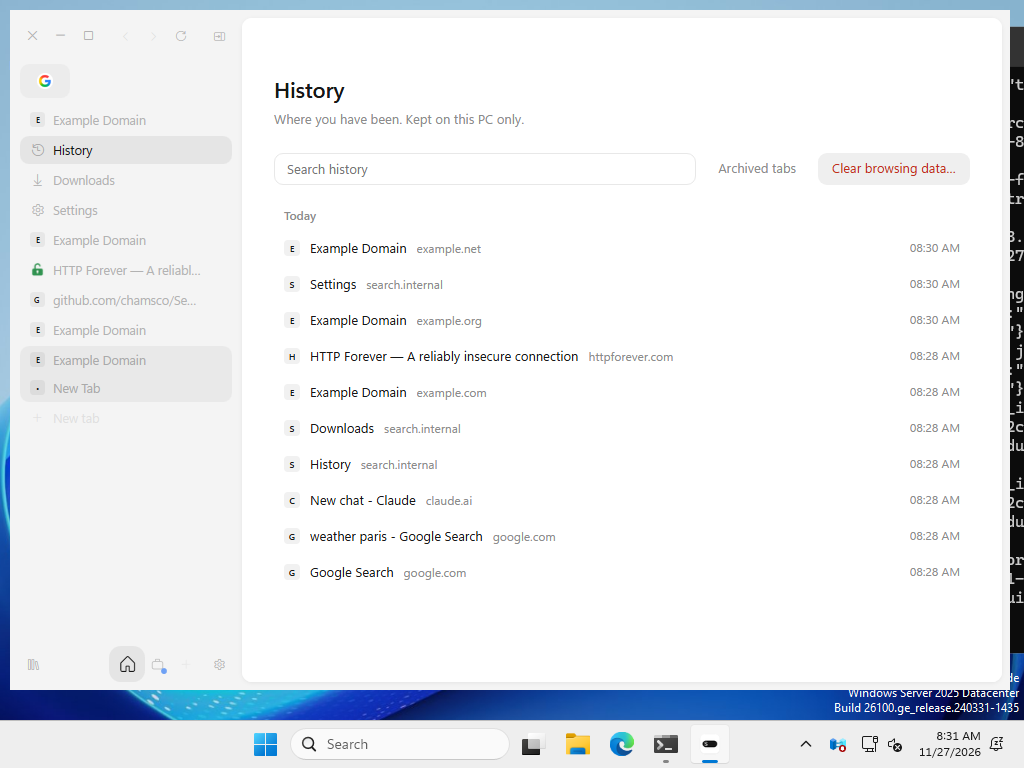 G
E Example Domain
History
Downloads
Settings
E Example Domain
HTTP Forever — A reliabl...
G github.com/chamsco/Se...
E Example Domain
E Example Domain
New Tab
New tab
History
Where you have been. Kept on this PC only.
Search history
Archived tabs
Clear browsing data...
Today
E Example Domain example.net 08:30 AM
S Settings search.internal 08:30 AM
E Example Domain example.org 08:30 AM
H HTTP Forever — A reliably insecure connection httpforever.com 08:28 AM
E Example Domain example.com 08:28 AM
S Downloads search.internal 08:28 AM
S History search.internal 08:28 AM
C New chat - Claude claude.ai 08:28 AM
G weather paris - Google Search google.com 08:28 AM
G Google Search google.com 08:28 AM
Windows Server 2025 Datacenter
Build 26100.ge_release.240331-1435
Search
8:31 AM
11/27/2026